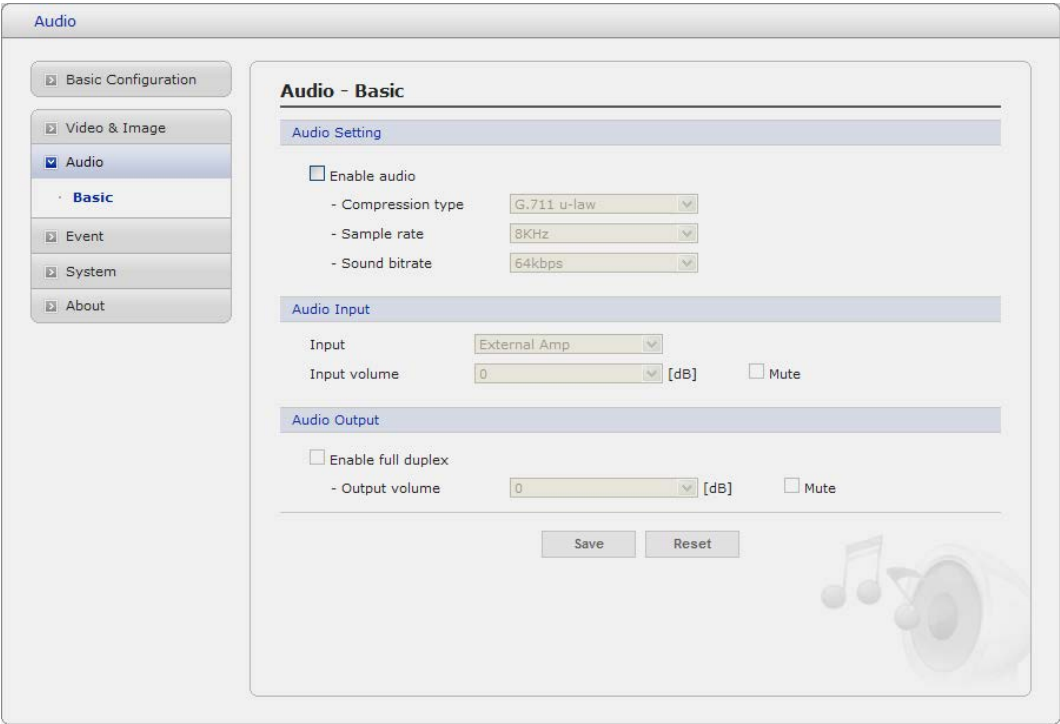 Audio
Basic Configuration
Video & Image
Audio
· Basic
Event
System
About
Audio - Basic
Audio Setting
Enable audio
- Compression type G.711 u-law
- Sample rate 8KHz
- Sound bitrate 64kbps
Audio Input
Input External Amp
Input volume 0 [dB] Mute
Audio Output
Enable full duplex
- Output volume 0 [dB] Mute
Save Reset